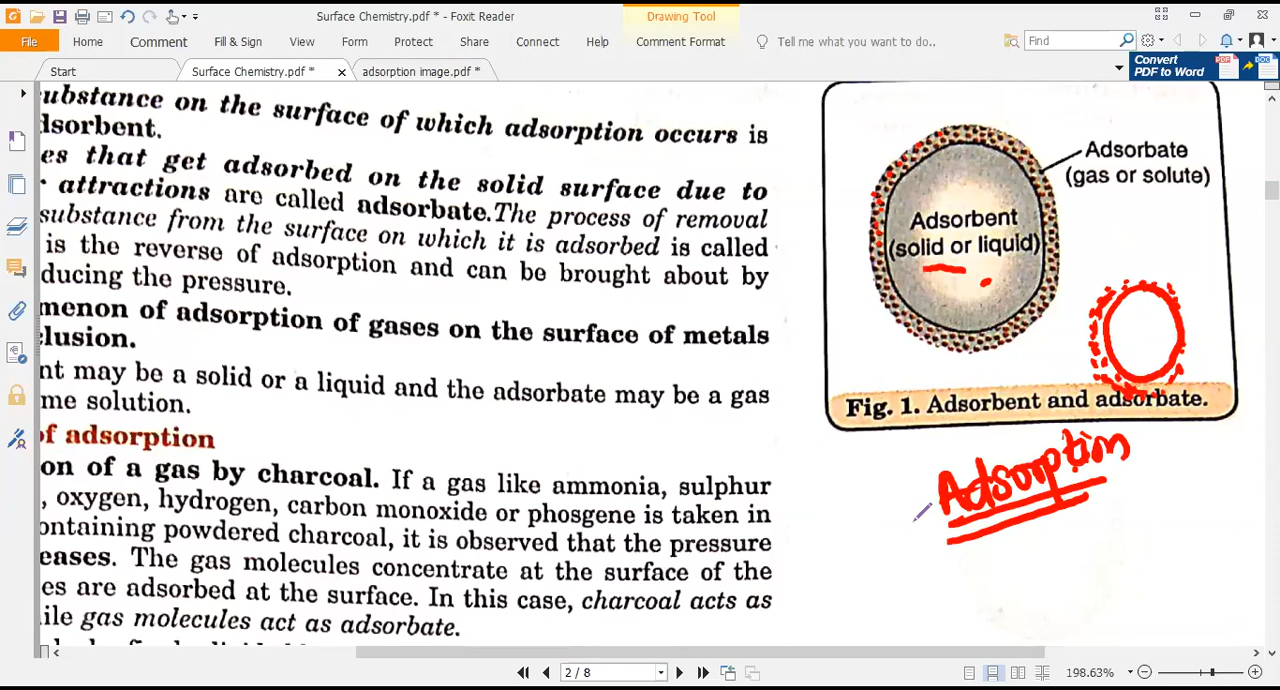 Surface Chemistry.pdf * - Foxit Reader
Drawing Tool
File Home Comment Fill & Sign View Form Protect Share Connect Help Comment Format Tell me what you want to do.. Find
Start Surface Chemistry.pdf * adsorption image.pdf *
Convert
PDF to Word
ubstance on the surface of which adsorption occurs is
dsorbent.
es that get adsorbed on the solid surface due to
attractions are called adsorbate. The process of removal
substance from the surface on which it is adsorbed is called
is the reverse of adsorption and can be brought about by
ducing the pressure.
menon of adsorption of gases on the surface of metals
lusion.
nt may be a solid or a liquid and the adsorbate may be a gas
me solution.
of adsorption
on of a gas by charcoal. If a gas like ammonia, sulphur
, oxygen, hydrogen, carbon monoxide or phosgene is taken in
ontaining powdered charcoal, it is observed that the pressure
eases. The gas molecules concentrate at the surface of the
es are adsorbed at the surface. In this case, charcoal acts as
ile gas molecules act as adsorbate.
Adsorbate
(gas or solute)
Adsorbent
(solid or liquid)
Fig. 1. Adsorbent and adsorbate.
Adsorption
2 / 8
198.63%